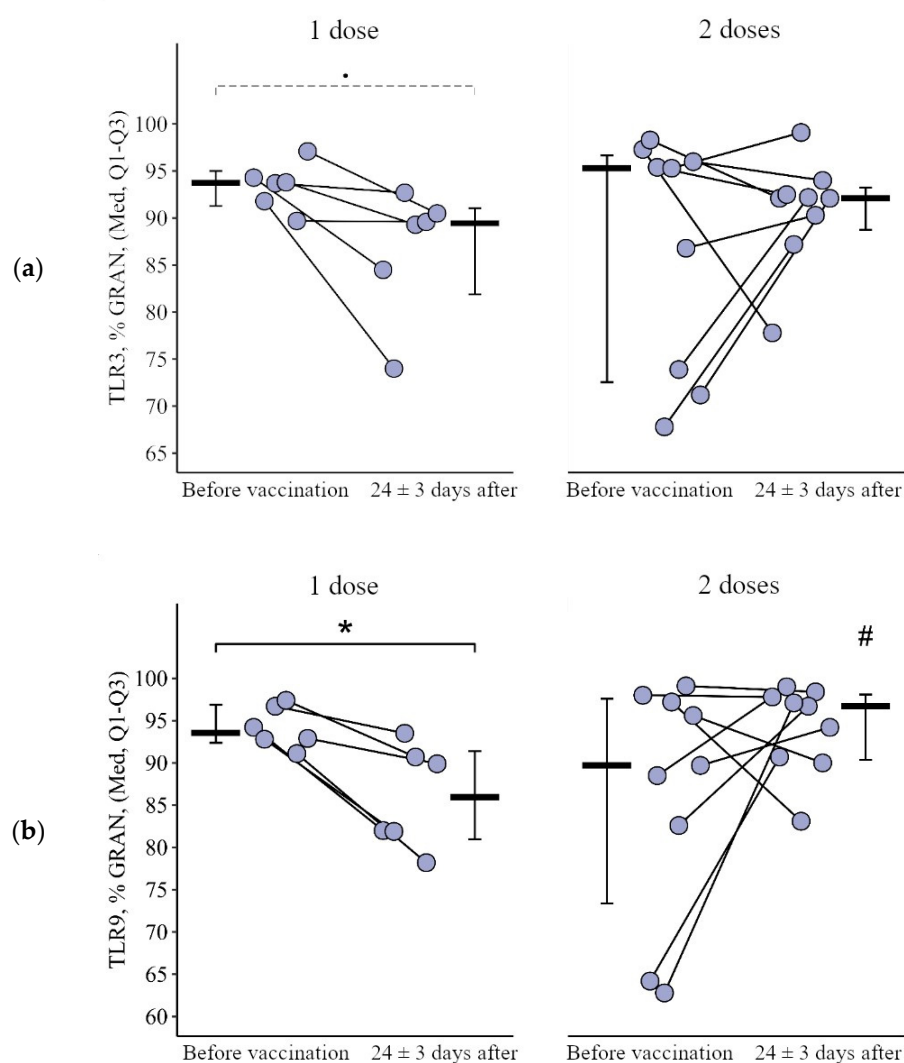 1 dose 2 doses
(a)
TLR3, % GRAN, (Med, Q1-Q3)
100
95
90
85
80
75
70
65
Before vaccination 24 ± 3 days after Before vaccination 24 ± 3 days after
1 dose 2 doses
(b)
TLR9, % GRAN, (Med, Q1-Q3)
* #
100
95
90
85
80
75
70
65
60
Before vaccination 24 ± 3 days after Before vaccination 24 ± 3 days after